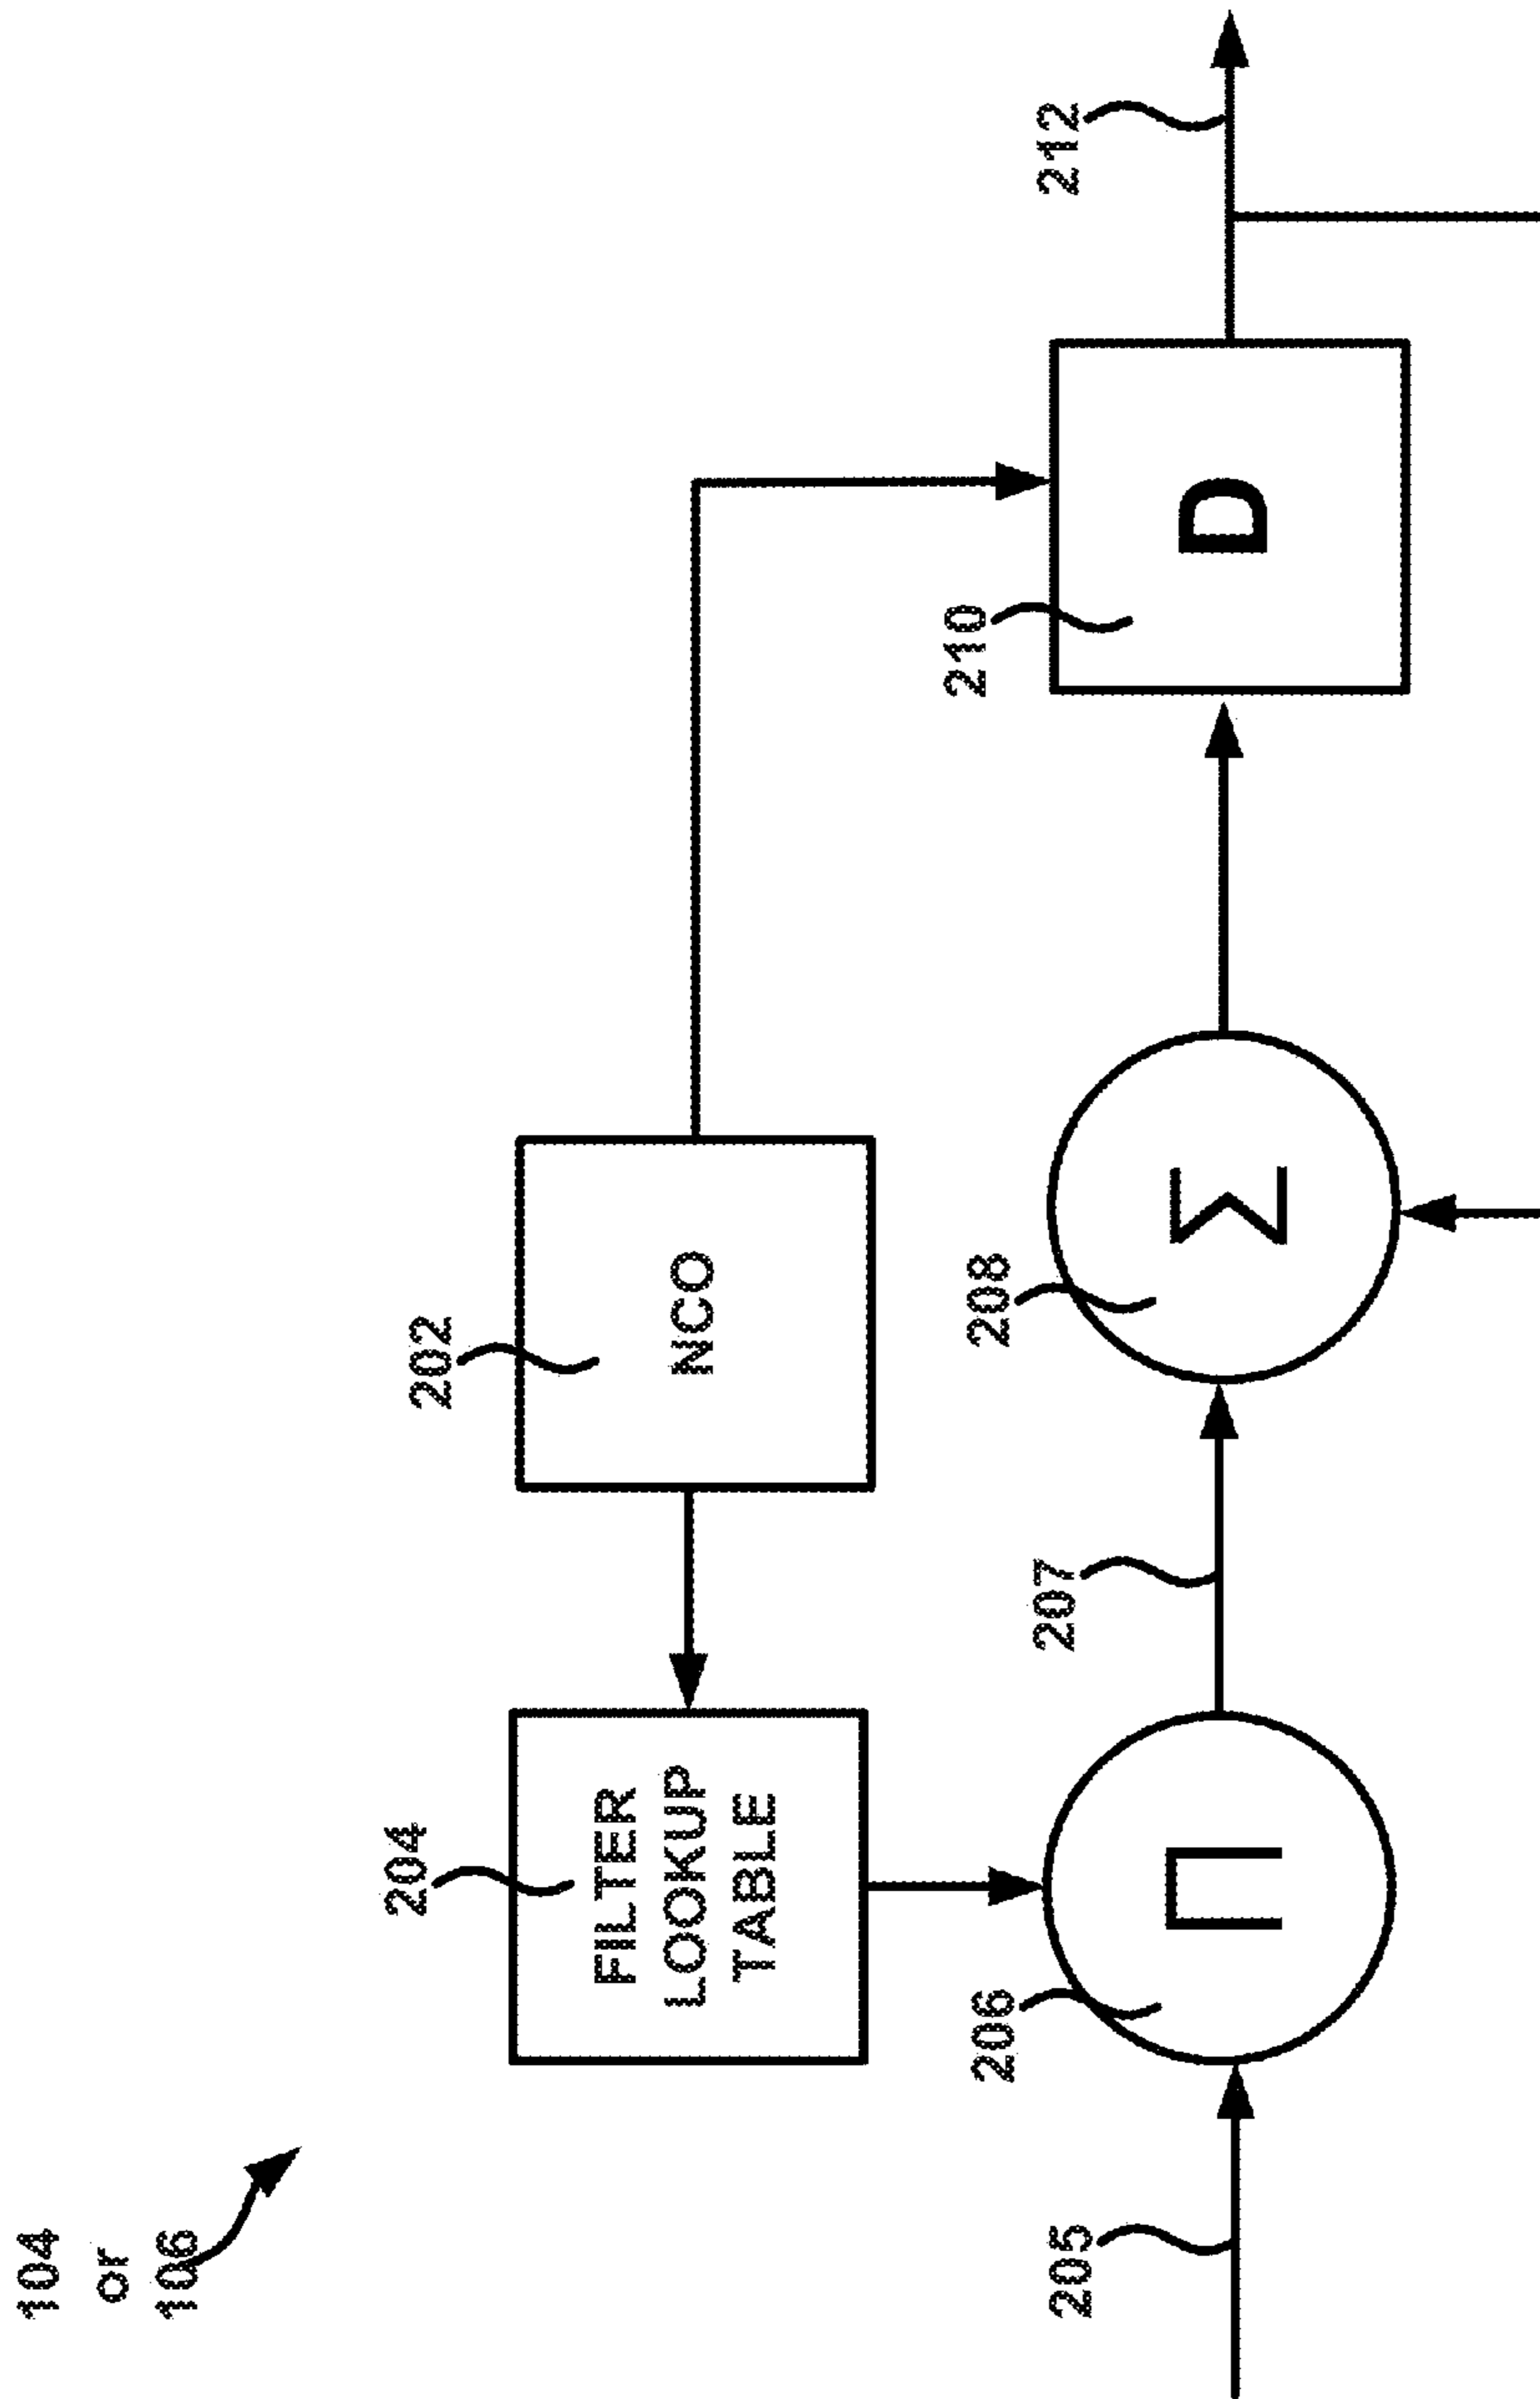 104
or
106
202
NCO
204
FILTER
LOOKUP
TABLE
205
206
Π
207
208
Σ
210
D
212